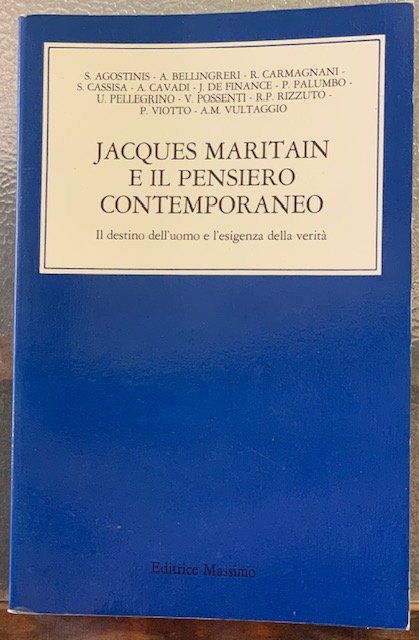 S. AGOSTINIS - A. BELLINGRERI - R. CARMAGNANI -
S. CASSISA - A. CAVADI - J. DE FINANCE - P. PALUMBO -
U. PELLEGRINO - V. POSSENTI - R.P. RIZZUTO -
P. VIOTTO - A.M. VULTAGGIO
JACQUES MARITAIN
E IL PENSIERO
CONTEMPORANEO
Il destino dell'uomo e l'esigenza della verità
Editrice Massimo